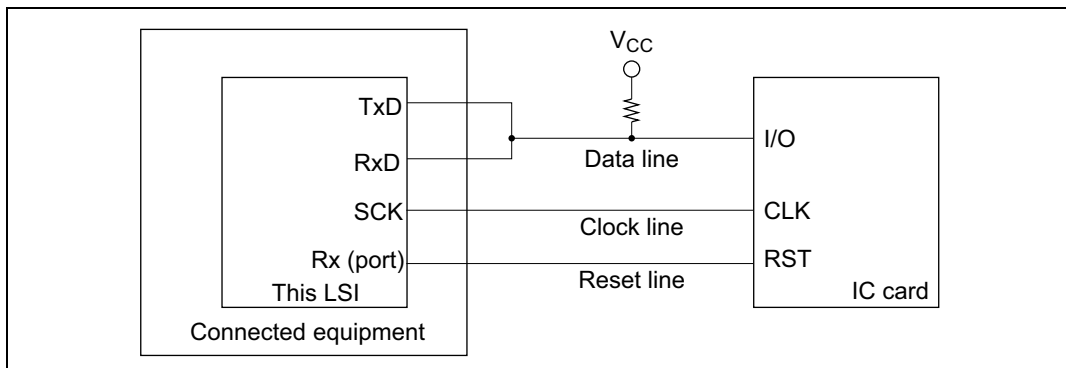 VCC
TxD
I/O
RxD
Data line
SCK
CLK
Clock line
Rx (port)
RST
Reset line
This LSI
IC card
Connected equipment